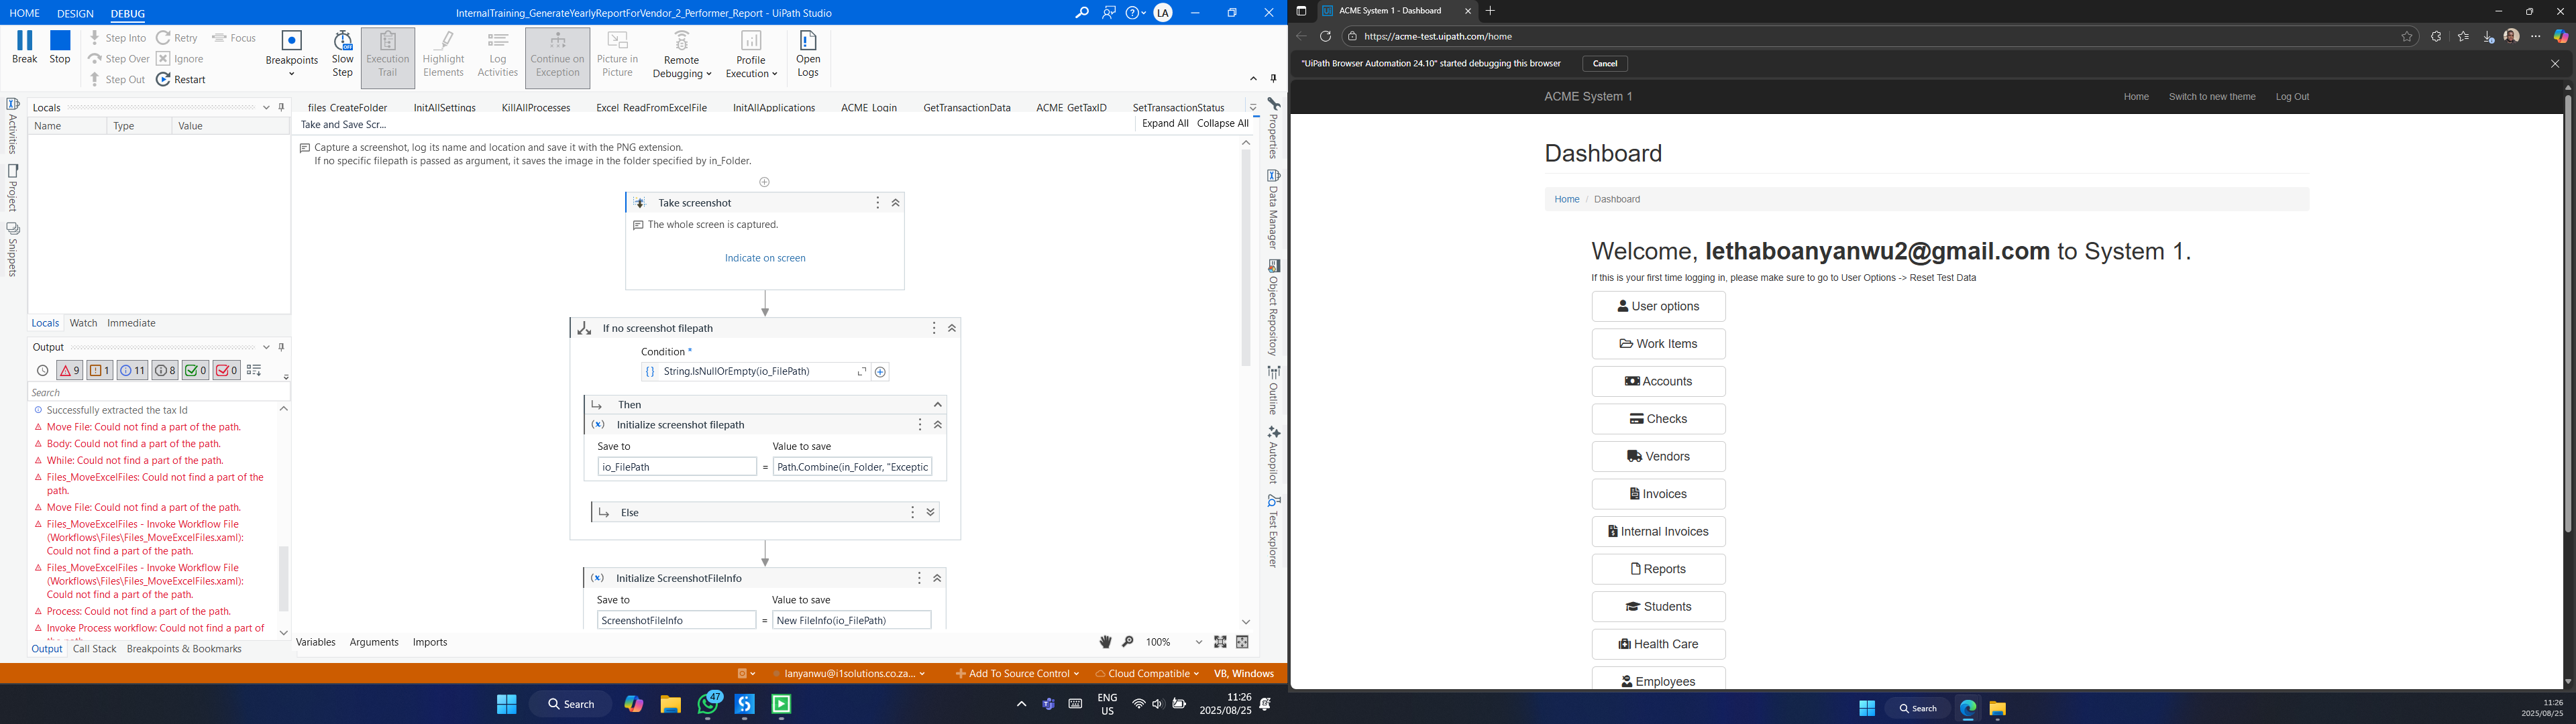 HOME DESIGN DEBUG
InternalTraining_GenerateYearlyReportForVendor_2_Performer_Report - UiPath Studio
LA
Break
Stop
Step Into
Step Over
Step Out
Retry
Ignore
Restart
Focus
Breakpoints
Slow
Step
Execution
Trail
Highlight
Elements
Log
Activities
Continue on
Exception
Picture in
Picture
Remote
Debugging
Profile
Execution
Open
Logs
Activities
Project
Snippets
Locals
Name Type Value
Locals Watch Immediate
Output
9 1 11 8 0 0
Search
Successfully extracted the tax Id
Move File: Could not find a part of the path.
Body: Could not find a part of the path.
While: Could not find a part of the path.
Files_MoveExcelFiles: Could not find a part of the
path.
Move File: Could not find a part of the path.
Files_MoveExcelFiles - Invoke Workflow File
(Workflows\Files\Files_MoveExcelFiles.xaml):
Could not find a part of the path.
Files_MoveExcelFiles - Invoke Workflow File
(Workflows\Files\Files_MoveExcelFiles.xaml):
Could not find a part of the path.
Process: Could not find a part of the path.
Invoke Process workflow: Could not find a part of
Output Call Stack Breakpoints & Bookmarks
files_CreateFolder InitAllSettings KillAllProcesses Excel_ReadFromExcelFile InitAllApplications ACME_Login GetTransactionData ACME_GetTaxID SetTransactionStatus
Take and Save Scr...
Expand All Collapse All
Capture a screenshot, log its name and location and save it with the PNG extension.
If no specific filepath is passed as argument, it saves the image in the folder specified by in_Folder.
Take screenshot
The whole screen is captured.
Indicate on screen
If no screenshot filepath
Condition *
String.IsNullOrEmpty(io_FilePath)
Then
Initialize screenshot filepath
Save to Value to save
io_FilePath = Path.Combine(in_Folder, "Exceptic
Else
Initialize ScreenshotFileInfo
Save to Value to save
ScreenshotFileInfo = New FileInfo(io_FilePath)
Variables Arguments Imports
100%
Properties
Data Manager
Object Repository
Outline
Autopilot
Test Explorer
lanyanwu@i1solutions.co.za...
Add To Source Control
Cloud Compatible
VB, Windows
Search
47
ENG
US
11:26
2025/08/25
ACME System 1 - Dashboard
https://acme-test.uipath.com/home
"UiPath Browser Automation 24.10" started debugging this browser
Cancel
ACME System 1
Home Switch to new theme Log Out
Dashboard
Home / Dashboard
Welcome, lethaboanyanwu2@gmail.com to System 1.
If this is your first time logging in, please make sure to go to User Options -> Reset Test Data
User options
Work Items
Accounts
Checks
Vendors
Invoices
Internal Invoices
Reports
Students
Health Care
Employees
Search
11:26
2025/08/25